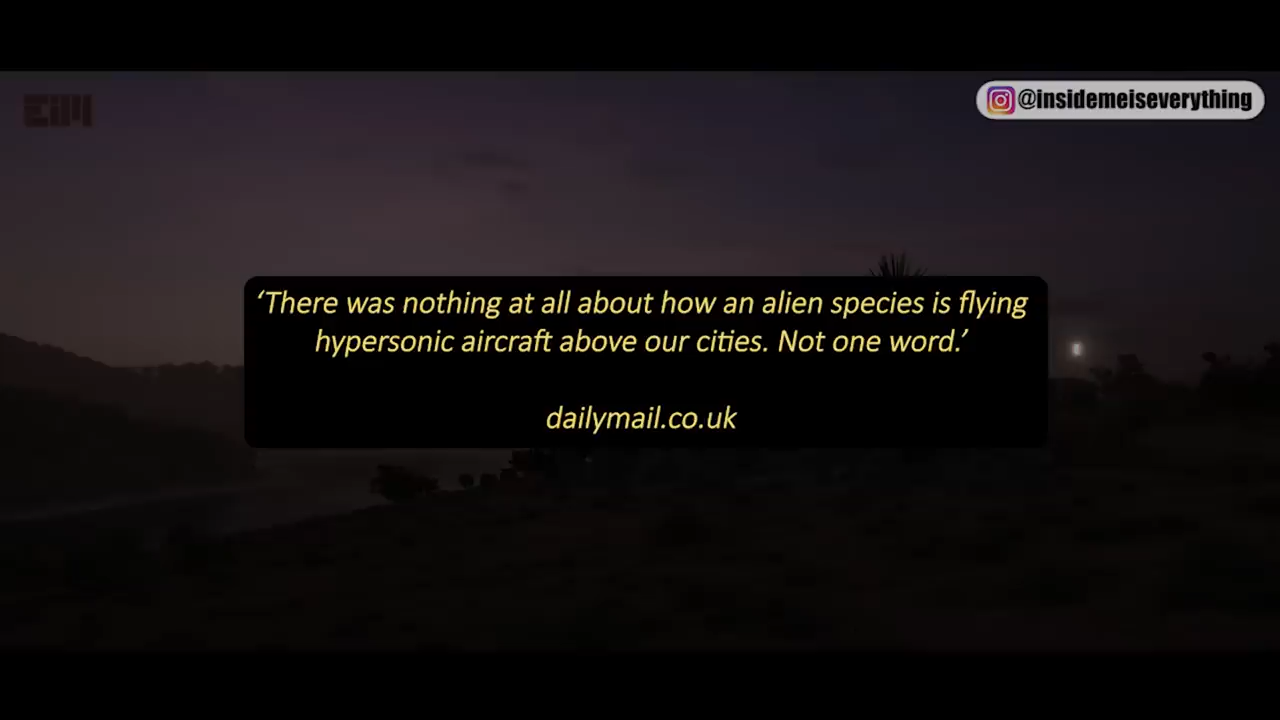 EiM
@insidemeiseverything
‘There was nothing at all about how an alien species is flying
hypersonic aircraft above our cities. Not one word.’
dailymail.co.uk